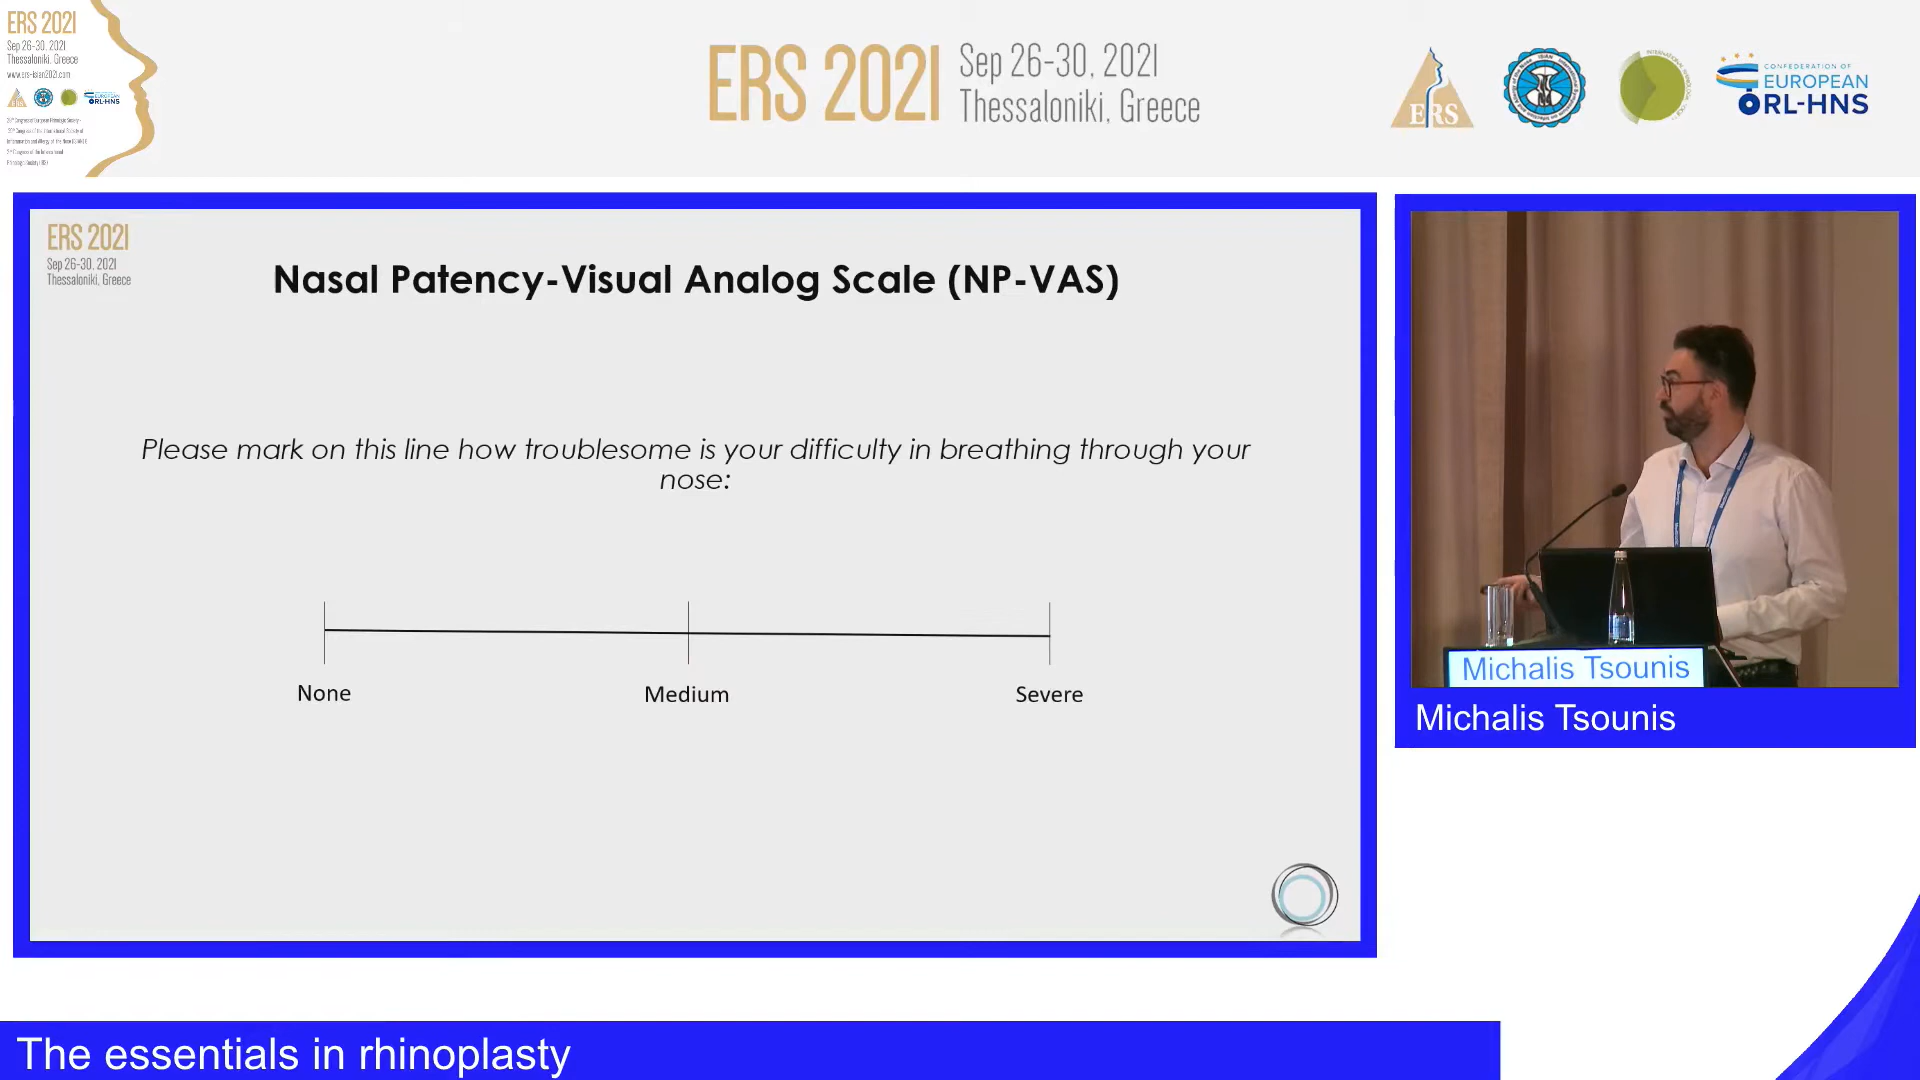 ERS 2021
Sep 26-30, 2021
Thessaloniki, Greece
www.ers-isian2021.com
ERS 2021
Sep 26-30, 2021
Thessaloniki, Greece
ERS
CONFEDERATION OF
EUROPEAN
ORL-HNS
ERS 2021
Sep 26-30, 2021
Thessaloniki, Greece
Nasal Patency-Visual Analog Scale (NP-VAS)
Please mark on this line how troublesome is your difficulty in breathing through your
nose:
None
Medium
Severe
Michalis Tsounis
Michalis Tsounis
The essentials in rhinoplasty